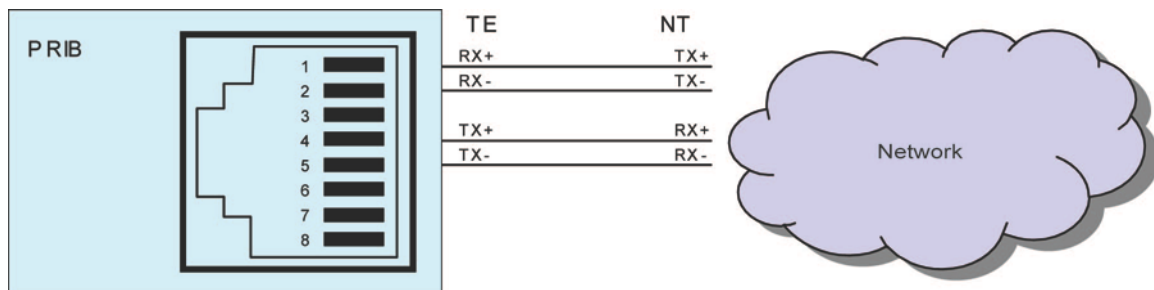 TE NT
PRIB
1 RX+ TX+
2 RX- TX-
3
4 TX+ RX+
5 TX- RX-
6
7
8
Network